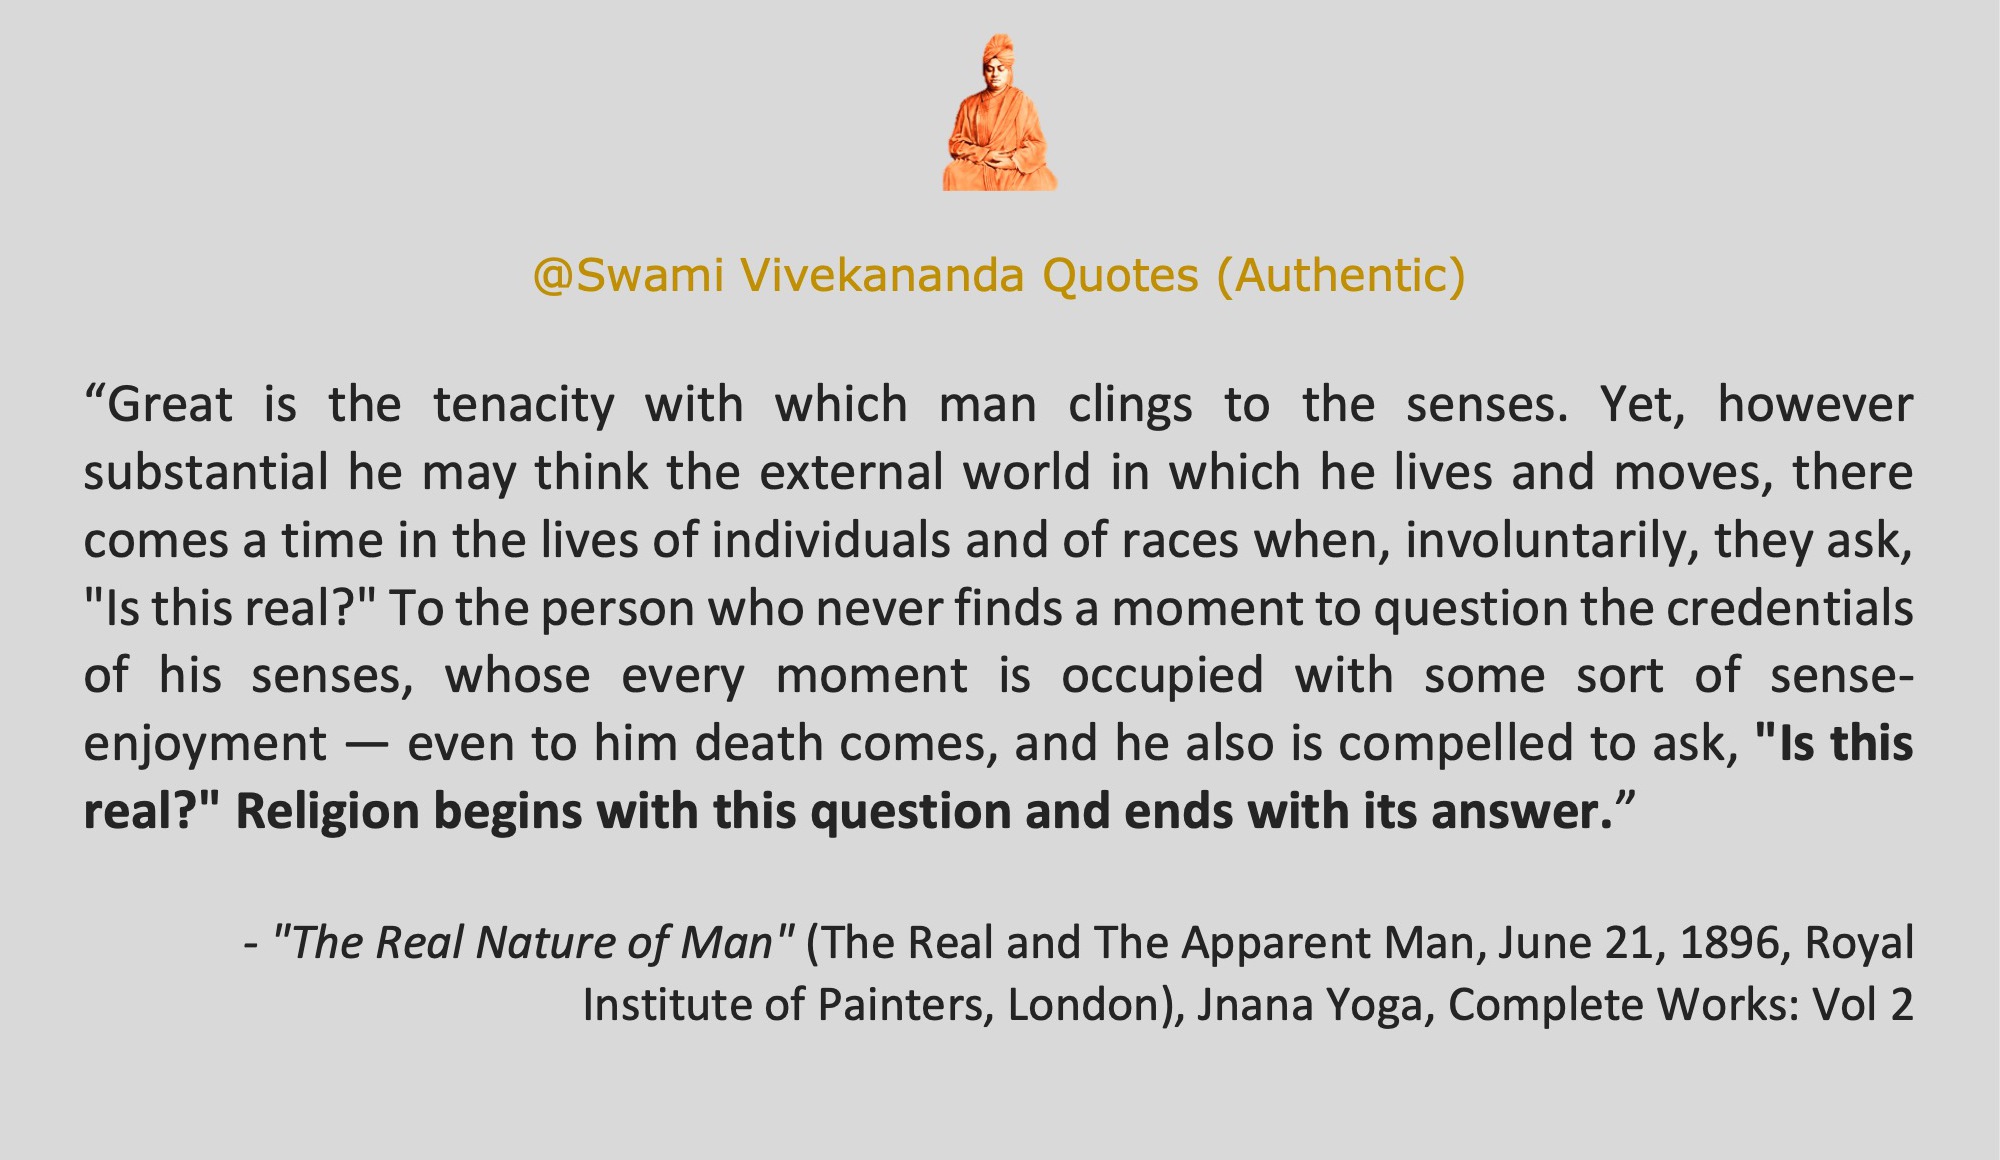 @Swami Vivekananda Quotes (Authentic)
“Great is the tenacity with which man clings to the senses. Yet, however
substantial he may think the external world in which he lives and moves, there
comes a time in the lives of individuals and of races when, involuntarily, they ask,
"Is this real?" To the person who never finds a moment to question the credentials
of his senses, whose every moment is occupied with some sort of sense-
enjoyment — even to him death comes, and he also is compelled to ask, "Is this
real?" Religion begins with this question and ends with its answer.”
- "The Real Nature of Man" (The Real and The Apparent Man, June 21, 1896, Royal
Institute of Painters, London), Jnana Yoga, Complete Works: Vol 2